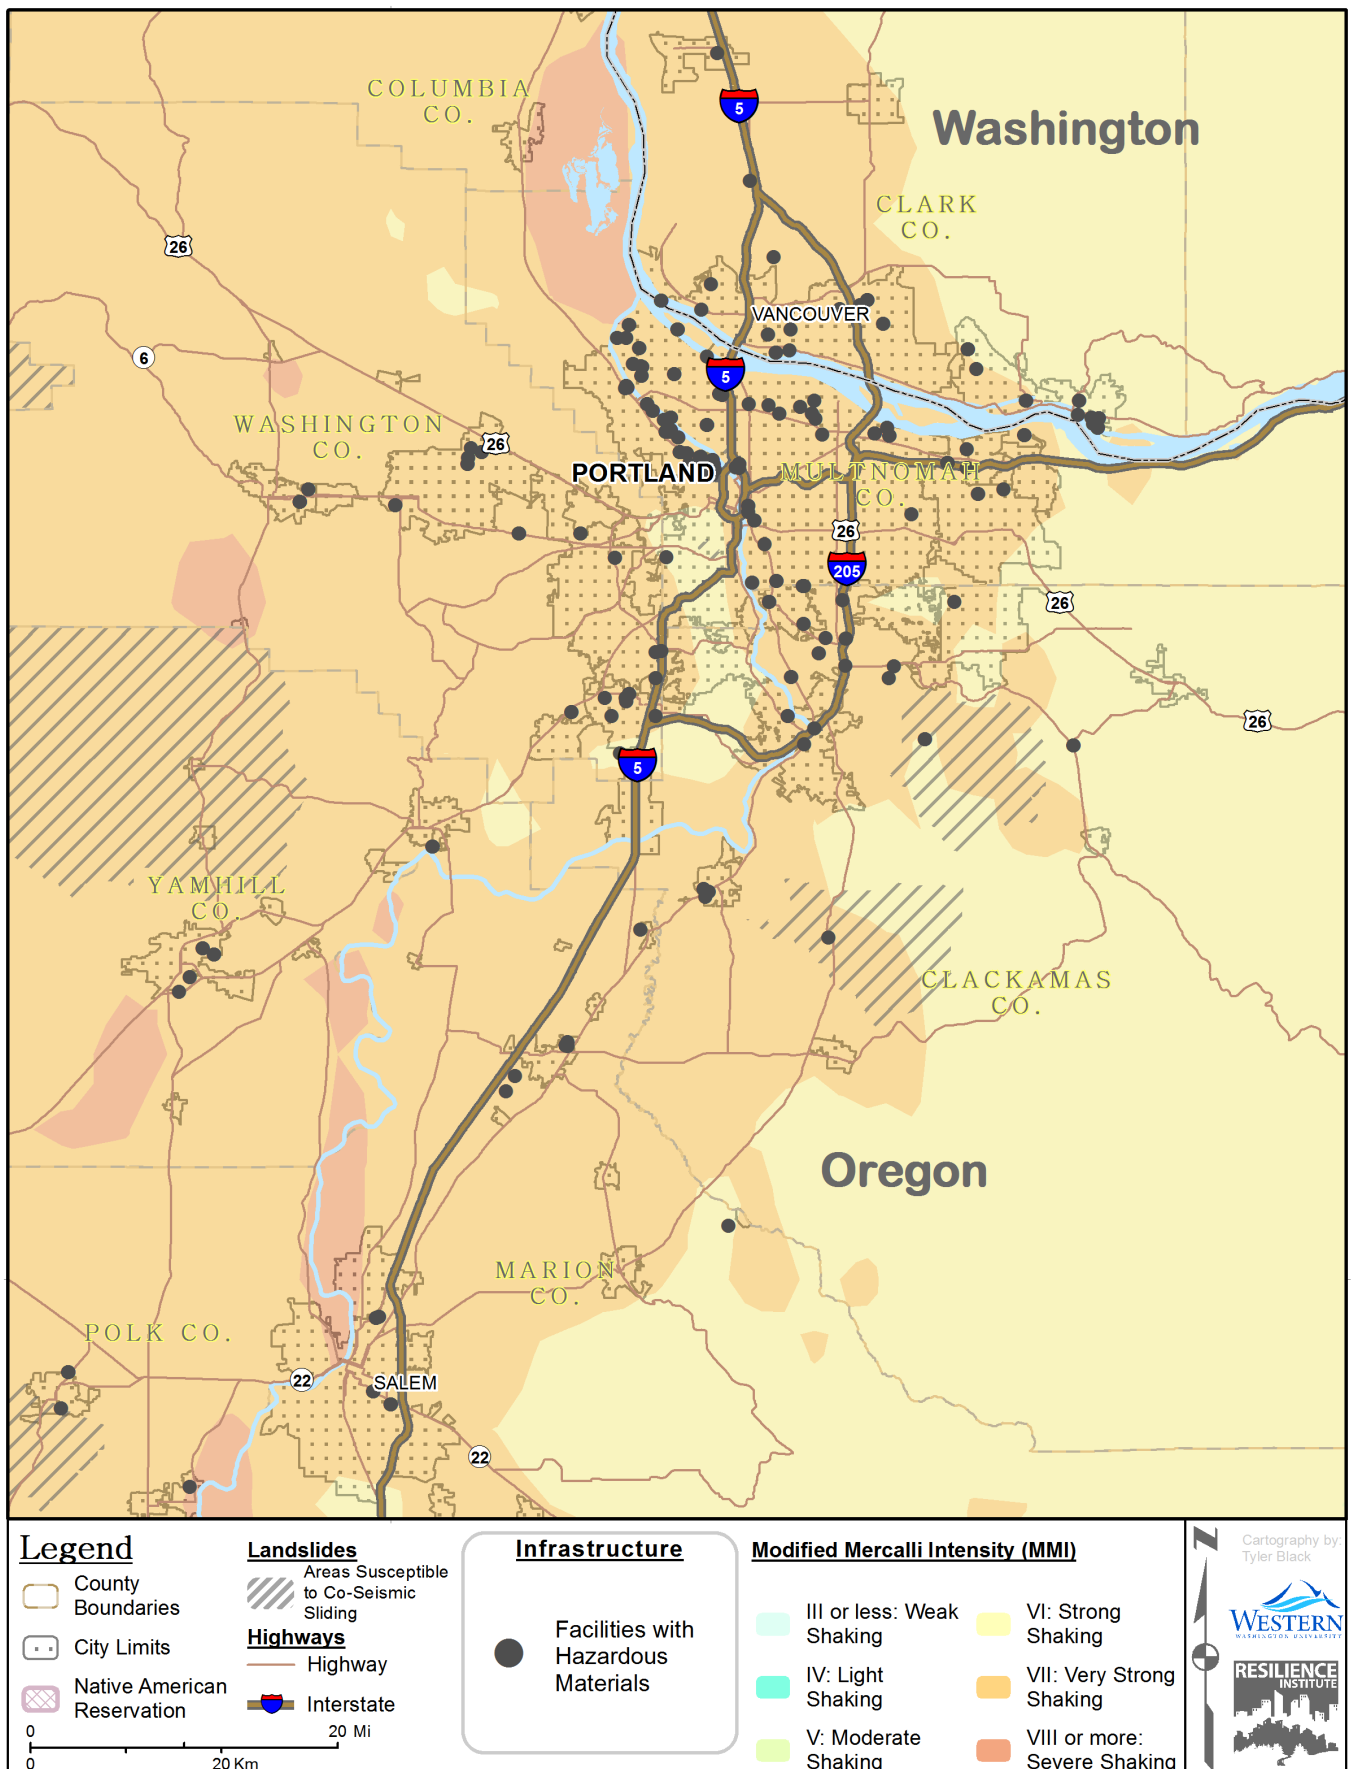 COLUMBIA
CO.
5
Washington
CLARK
CO.
26
VANCOUVER
6
5
WASHINGTON
CO.
26
PORTLAND
MULTNOMAH
CO.
26
205
26
26
5
YAMHILL
CO.
CLACKAMAS
CO.
Oregon
MARION
CO.
POLK CO.
22
SALEM
22
Legend
County
Boundaries
City Limits
Native American
Reservation
0
20 Mi
0
20 Km
Landslides
Areas Susceptible
to Co-Seismic
Sliding
Highways
Highway
Interstate
Infrastructure
Facilities with
Hazardous
Materials
Modified Mercalli Intensity (MMI)
III or less: Weak
Shaking
IV: Light
Shaking
V: Moderate
Shaking
VI: Strong
Shaking
VII: Very Strong
Shaking
VIII or more:
Severe Shaking
N
Cartography by:
Tyler Black
WESTERN
WASHINGTON UNIVERSITY
RESILIENCE
INSTITUTE